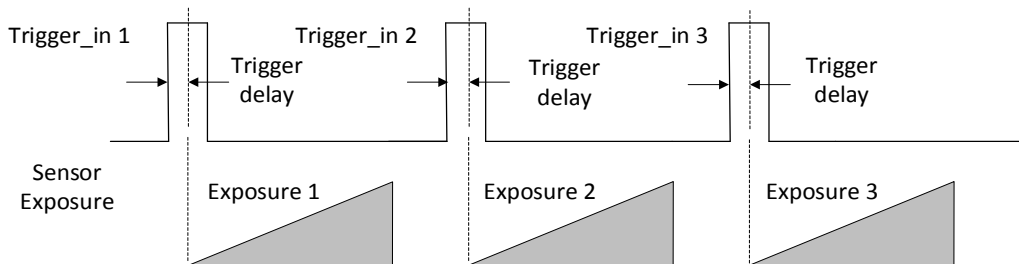 Trigger_in 1
Trigger_in 2
Trigger_in 3
Trigger
delay
Trigger
delay
Trigger
delay
Sensor
Exposure
Exposure 1
Exposure 2
Exposure 3